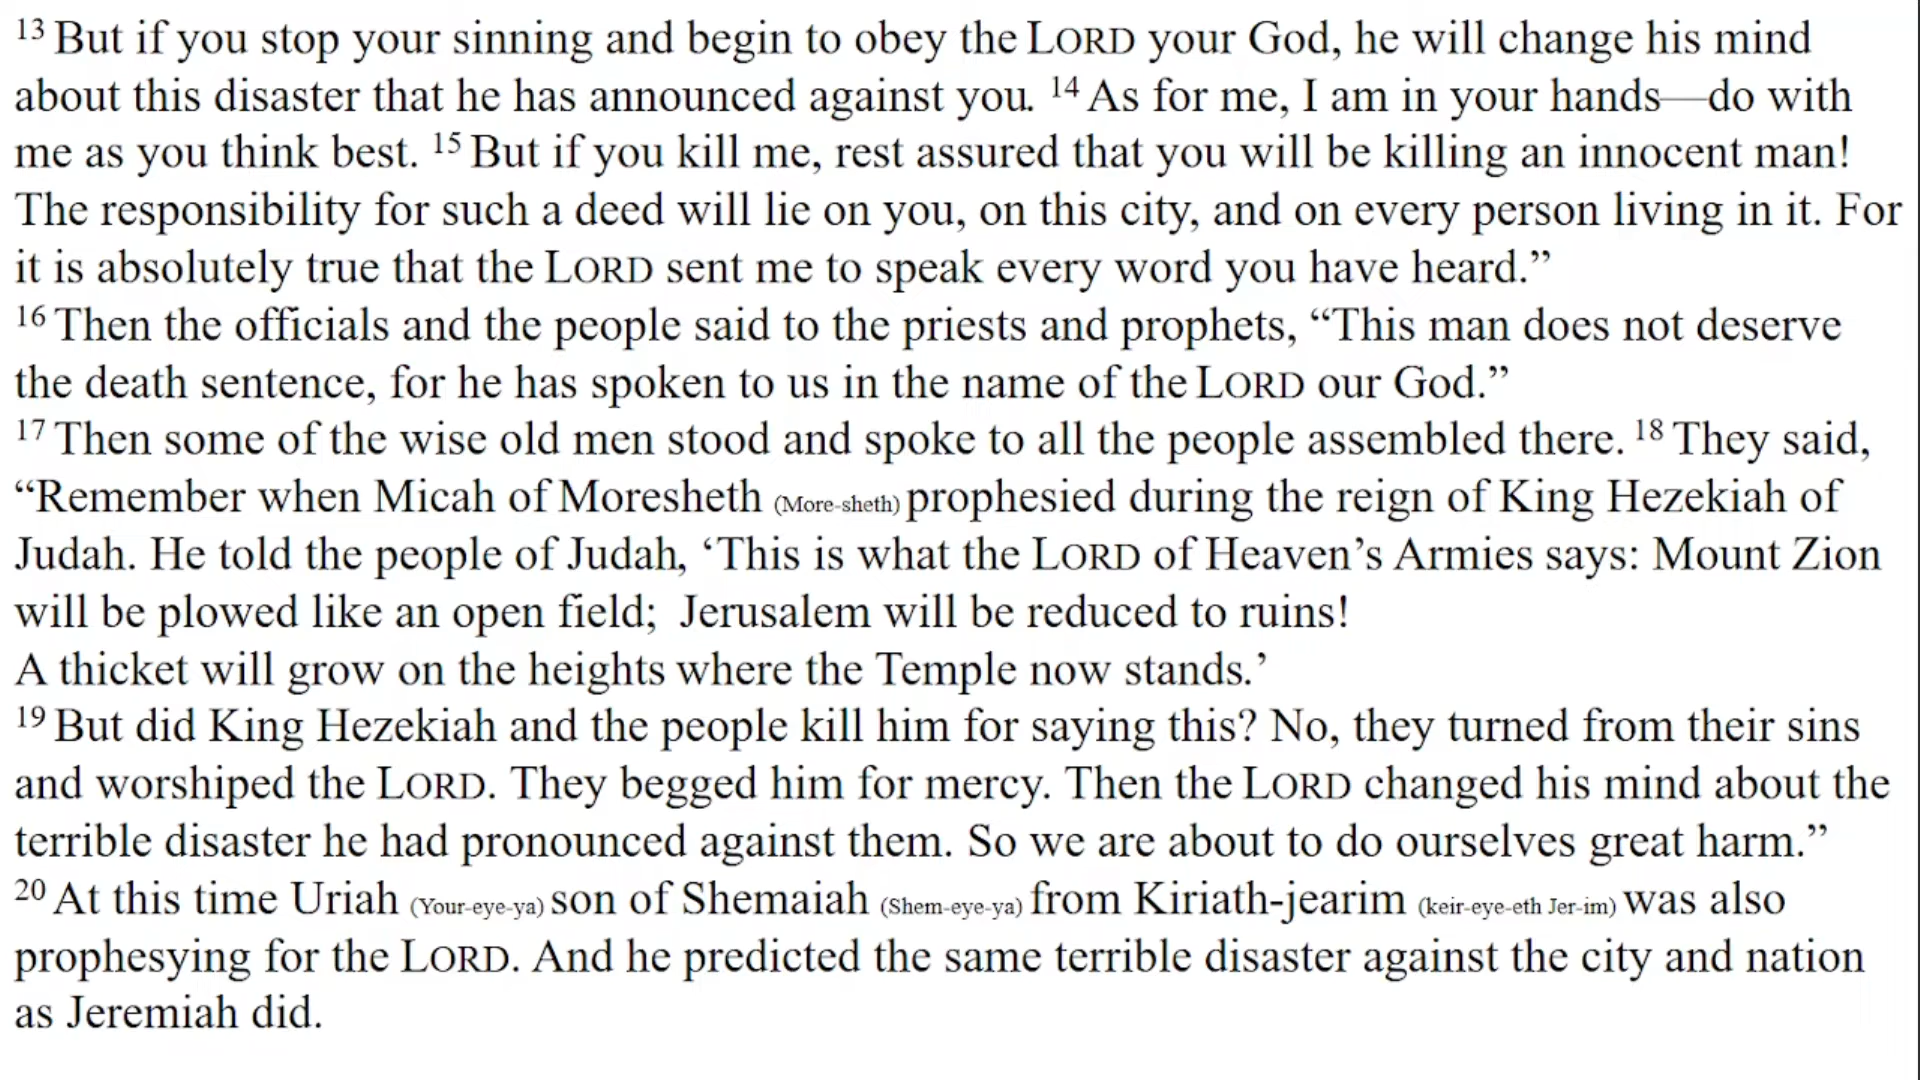 13 But if you stop your sinning and begin to obey the LORD your God, he will change his mind
about this disaster that he has announced against you. 14 As for me, I am in your hands—do with
me as you think best. 15 But if you kill me, rest assured that you will be killing an innocent man!
The responsibility for such a deed will lie on you, on this city, and on every person living in it. For
it is absolutely true that the LORD sent me to speak every word you have heard.”
16 Then the officials and the people said to the priests and prophets, “This man does not deserve
the death sentence, for he has spoken to us in the name of the LORD our God.”
17 Then some of the wise old men stood and spoke to all the people assembled there. 18 They said,
“Remember when Micah of Moresheth (More-sheth) prophesied during the reign of King Hezekiah of
Judah. He told the people of Judah, ‘This is what the LORD of Heaven’s Armies says: Mount Zion
will be plowed like an open field;  Jerusalem will be reduced to ruins!
A thicket will grow on the heights where the Temple now stands.’
19 But did King Hezekiah and the people kill him for saying this? No, they turned from their sins
and worshiped the LORD. They begged him for mercy. Then the LORD changed his mind about the
terrible disaster he had pronounced against them. So we are about to do ourselves great harm.”
20 At this time Uriah (Your-eye-ya) son of Shemaiah (Shem-eye-ya) from Kiriath-jearim (keir-eye-eth Jer-im) was also
prophesying for the LORD. And he predicted the same terrible disaster against the city and nation
as Jeremiah did.